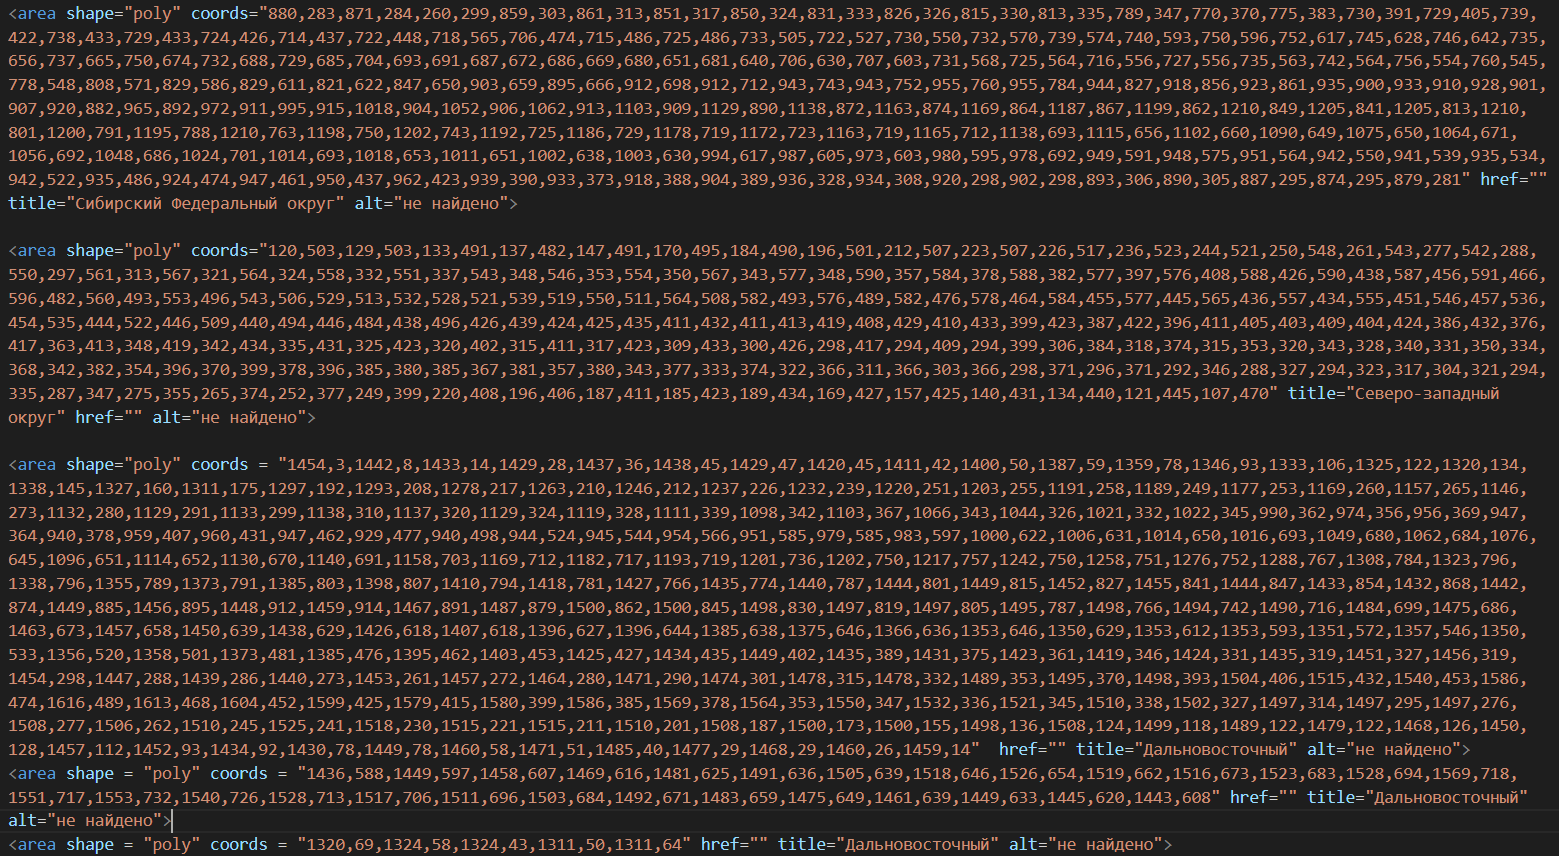 <area shape="poly" coords="880,283,871,284,260,299,859,303,861,313,851,317,850,324,831,333,826,326,815,330,813,335,789,347,770,370,775,383,730,391,729,405,739,
422,738,433,729,433,724,426,714,437,722,448,718,565,706,474,715,486,725,486,733,505,722,527,730,550,732,570,739,574,740,593,750,596,752,617,745,628,746,642,735,
656,737,665,750,674,732,688,729,685,704,693,691,687,672,686,669,680,651,681,640,706,630,707,603,731,568,725,564,716,556,727,556,735,563,742,564,756,554,760,545,
778,548,808,571,829,586,829,611,821,622,847,650,903,659,895,666,912,698,912,712,943,743,943,752,955,760,955,784,944,827,918,856,923,861,935,900,933,910,928,901,
907,920,882,965,892,972,911,995,915,1018,904,1052,906,1062,913,1103,909,1129,890,1138,872,1163,874,1169,864,1187,867,1199,862,1210,849,1205,841,1205,813,1210,
801,1200,791,1195,788,1210,763,1198,750,1202,743,1192,725,1186,729,1178,719,1172,723,1163,719,1165,712,1138,693,1115,656,1102,660,1090,649,1075,650,1064,671,
1056,692,1048,686,1024,701,1014,693,1018,653,1011,651,1002,638,1003,630,994,617,987,605,973,603,980,595,978,692,949,591,948,575,951,564,942,550,941,539,935,534,
942,522,935,486,924,474,947,461,950,437,962,423,939,390,933,373,918,388,904,389,936,328,934,308,920,298,902,298,893,306,890,305,887,295,874,295,879,281" href=""
title="Сибирский Федеральный округ" alt="не найдено">
<area shape="poly" coords="120,503,129,503,133,491,137,482,147,491,170,495,184,490,196,501,212,507,223,507,226,517,236,523,244,521,250,548,261,543,277,542,288,
550,297,561,313,567,321,564,324,558,332,551,337,543,348,546,353,554,350,567,343,577,348,590,357,584,378,588,382,577,397,576,408,588,426,590,438,587,456,591,466,
596,482,560,493,553,496,543,506,529,513,532,528,521,539,519,550,511,564,508,582,493,576,489,582,476,578,464,584,455,577,445,565,436,557,434,555,451,546,457,536,
454,535,444,522,446,509,440,494,446,484,438,496,426,439,424,425,435,411,432,411,413,419,408,429,410,433,399,423,387,422,396,411,405,403,409,404,424,386,432,376,
417,363,413,348,419,342,434,335,431,325,423,320,402,315,411,317,423,309,433,300,426,298,417,294,409,294,399,306,384,318,374,315,353,320,343,328,340,331,350,334,
368,342,382,354,396,370,399,378,396,385,380,385,367,381,357,380,343,377,333,374,322,366,311,366,303,366,298,371,296,371,292,346,288,327,294,323,317,304,321,294,
335,287,347,275,355,265,374,252,377,249,399,220,408,196,406,187,411,185,423,189,434,169,427,157,425,140,431,134,440,121,445,107,470" title="Северо-западный
округ" href="" alt="не найдено">
<area shape="poly" coords = "1454,3,1442,8,1433,14,1429,28,1437,36,1438,45,1429,47,1420,45,1411,42,1400,50,1387,59,1359,78,1346,93,1333,106,1325,122,1320,134,
1338,145,1327,160,1311,175,1297,192,1293,208,1278,217,1263,210,1246,212,1237,226,1232,239,1220,251,1203,255,1191,258,1189,249,1177,253,1169,260,1157,265,1146,
273,1132,280,1129,291,1133,299,1138,310,1137,320,1129,324,1119,328,1111,339,1098,342,1103,367,1066,343,1044,326,1021,332,1022,345,990,362,974,356,956,369,947,
364,940,378,959,407,960,431,947,462,929,477,940,498,944,524,945,544,954,566,951,585,979,585,983,597,1000,622,1006,631,1014,650,1016,693,1049,680,1062,684,1076,
645,1096,651,1114,652,1130,670,1140,691,1158,703,1169,712,1182,717,1193,719,1201,736,1202,750,1217,757,1242,750,1258,751,1276,752,1288,767,1308,784,1323,796,
1338,796,1355,789,1373,791,1385,803,1398,807,1410,794,1418,781,1427,766,1435,774,1440,787,1444,801,1449,815,1452,827,1455,841,1444,847,1433,854,1432,868,1442,
874,1449,885,1456,895,1448,912,1459,914,1467,891,1487,879,1500,862,1500,845,1498,830,1497,819,1497,805,1495,787,1498,766,1494,742,1490,716,1484,699,1475,686,
1463,673,1457,658,1450,639,1438,629,1426,618,1407,618,1396,627,1396,644,1385,638,1375,646,1366,636,1353,646,1350,629,1353,612,1353,593,1351,572,1357,546,1350,
533,1356,520,1358,501,1373,481,1385,476,1395,462,1403,453,1425,427,1434,435,1449,402,1435,389,1431,375,1423,361,1419,346,1424,331,1435,319,1451,327,1456,319,
1454,298,1447,288,1439,286,1440,273,1453,261,1457,272,1464,280,1471,290,1474,301,1478,315,1478,332,1489,353,1495,370,1498,393,1504,406,1515,432,1540,453,1586,
474,1616,489,1613,468,1604,452,1599,425,1579,415,1580,399,1586,385,1569,378,1564,353,1550,347,1532,336,1521,345,1510,338,1502,327,1497,314,1497,295,1497,276,
1508,277,1506,262,1510,245,1525,241,1518,230,1515,221,1515,211,1510,201,1508,187,1500,173,1500,155,1498,136,1508,124,1499,118,1489,122,1479,122,1468,126,1450,
128,1457,112,1452,93,1434,92,1430,78,1449,78,1460,58,1471,51,1485,40,1477,29,1468,29,1460,26,1459,14"  href="" title="Дальновосточный" alt="не найдено">
<area shape = "poly" coords = "1436,588,1449,597,1458,607,1469,616,1481,625,1491,636,1505,639,1518,646,1526,654,1519,662,1516,673,1523,683,1528,694,1569,718,
1551,717,1553,732,1540,726,1528,713,1517,706,1511,696,1503,684,1492,671,1483,659,1475,649,1461,639,1449,633,1445,620,1443,608" href="" title="Дальновосточный"
alt="не найдено">
<area shape = "poly" coords = "1320,69,1324,58,1324,43,1311,50,1311,64" href="" title="Дальновосточный" alt="не найдено">